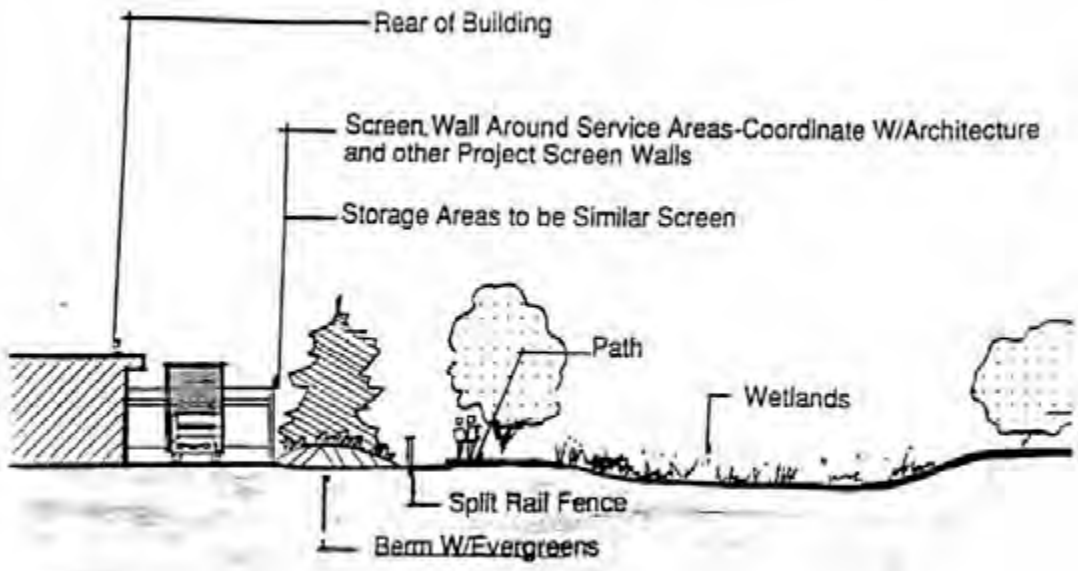 Rear of Building
Screen Wall Around Service Areas-Coordinate W/Architecture
and other Project Screen Walls
Storage Areas to be Similar Screen
Path
Wetlands
Split Rail Fence
Berm W/Evergreens